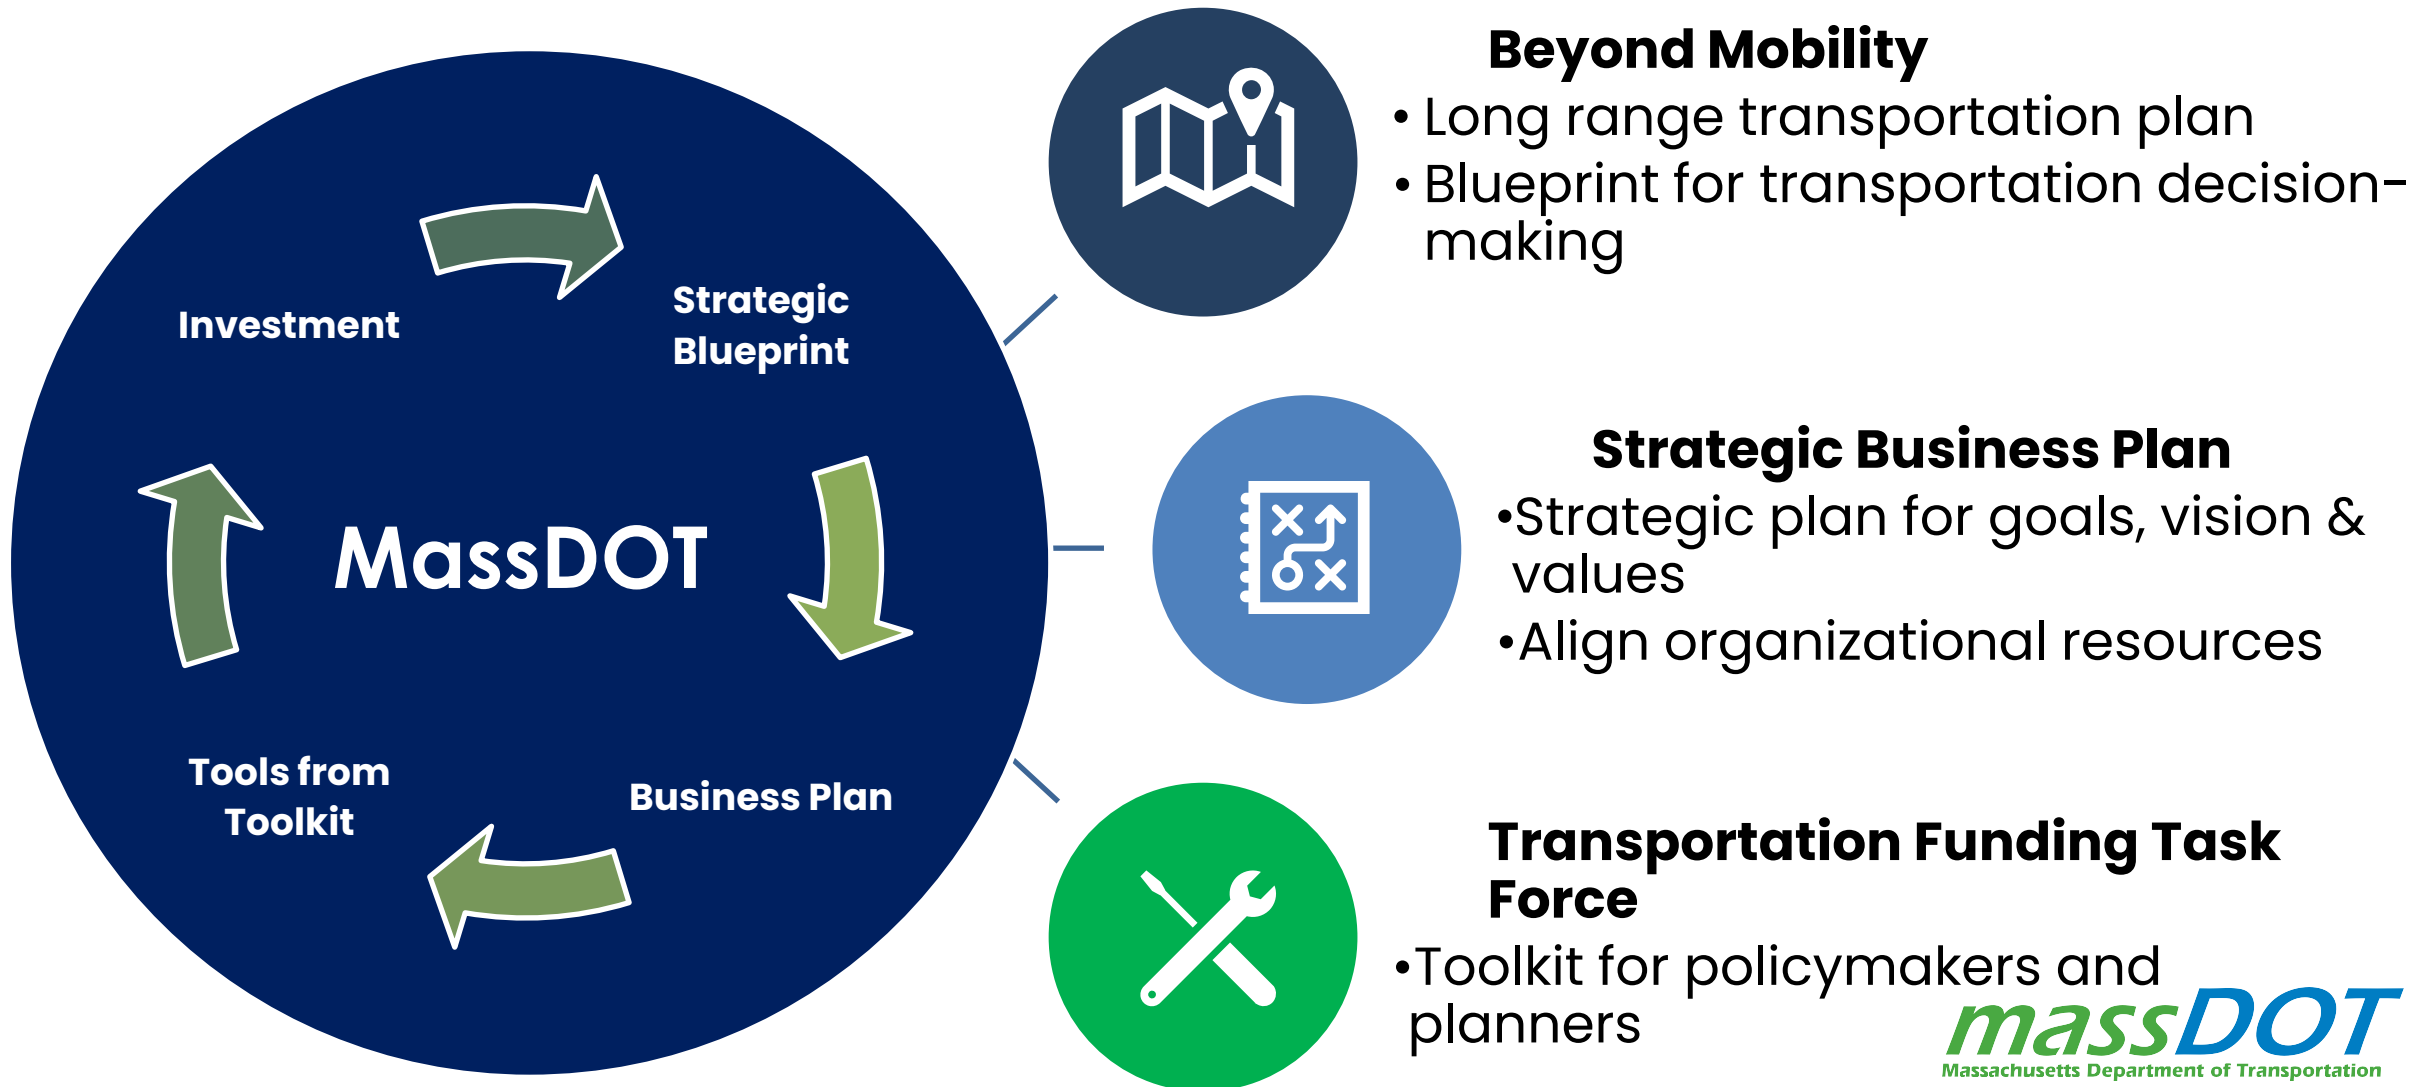 Investment
Strategic
Blueprint
MassDOT
Tools from
Toolkit
Business Plan
Beyond Mobility
• Long range transportation plan
• Blueprint for transportation decision-
making
Strategic Business Plan
•Strategic plan for goals, vision &
values
•Align organizational resources
Transportation Funding Task
Force
•Toolkit for policymakers and
planners
massDOT
Massachusetts Department of Transportation